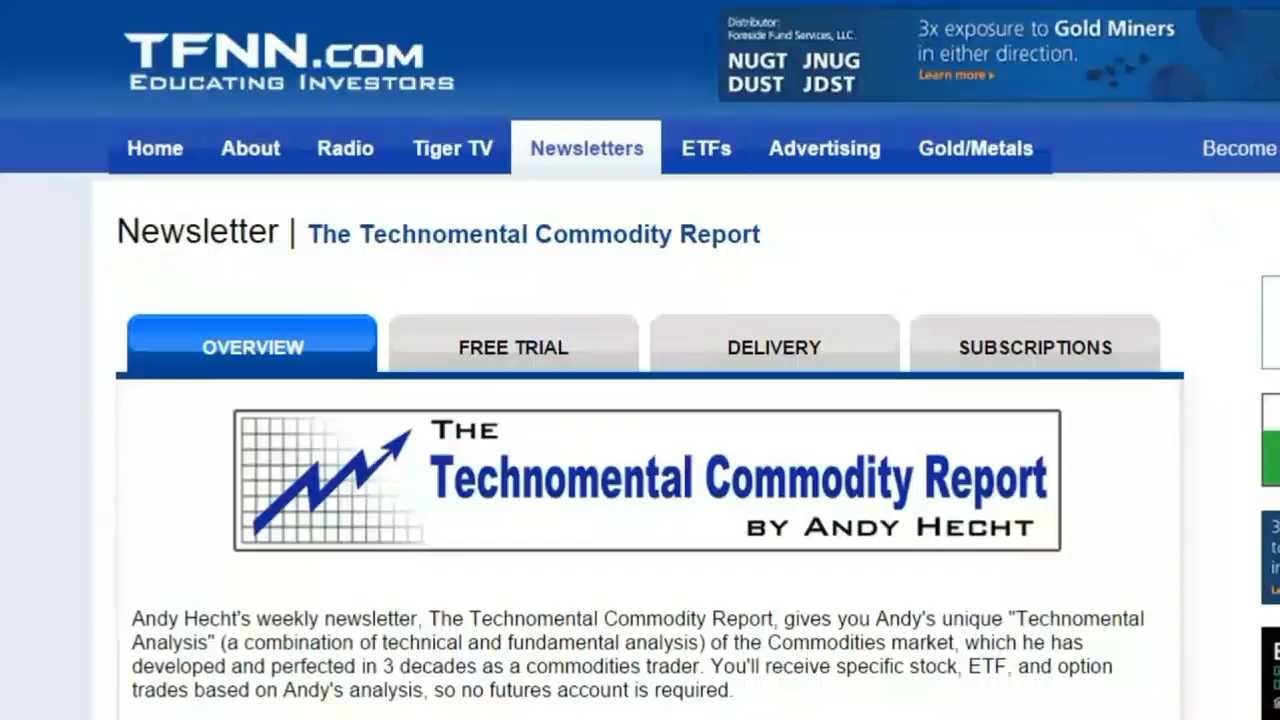 TFNN.COM
EDUCATING INVESTORS
Distributor:
Foreside Fund Services, LLC.
NUGT JNUG
DUST JDST
3x exposure to Gold Miners
in either direction.
Learn more
Home About Radio Tiger TV Newsletters ETFs Advertising Gold/Metals Become
Newsletter | The Technomental Commodity Report
OVERVIEW FREE TRIAL DELIVERY SUBSCRIPTIONS
THE
Technomental Commodity Report
BY ANDY HECHT
Andy Hecht's weekly newsletter, The Technomental Commodity Report, gives you Andy's unique "Technomental
Analysis" (a combination of technical and fundamental analysis) of the Commodities market, which he has
developed and perfected in 3 decades as a commodities trader. You'll receive specific stock, ETF, and option
trades based on Andy's analysis, so no futures account is required.